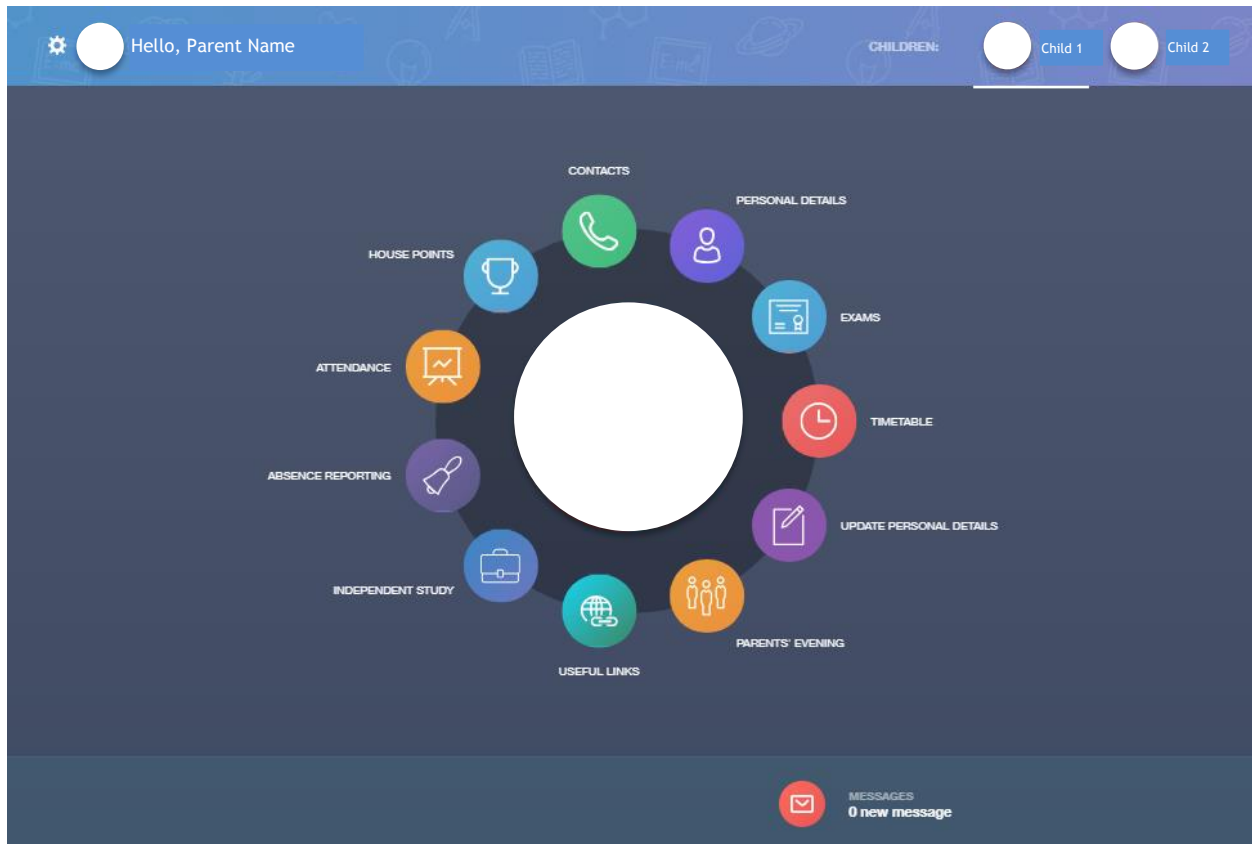 Hello, Parent Name
CHILDREN:
Child 1
Child 2
CONTACTS
PERSONAL DETAILS
HOUSE POINTS
EXAMS
ATTENDANCE
TIMETABLE
ABSENCE REPORTING
UPDATE PERSONAL DETAILS
INDEPENDENT STUDY
PARENTS' EVENING
USEFUL LINKS
MESSAGES
0 new message